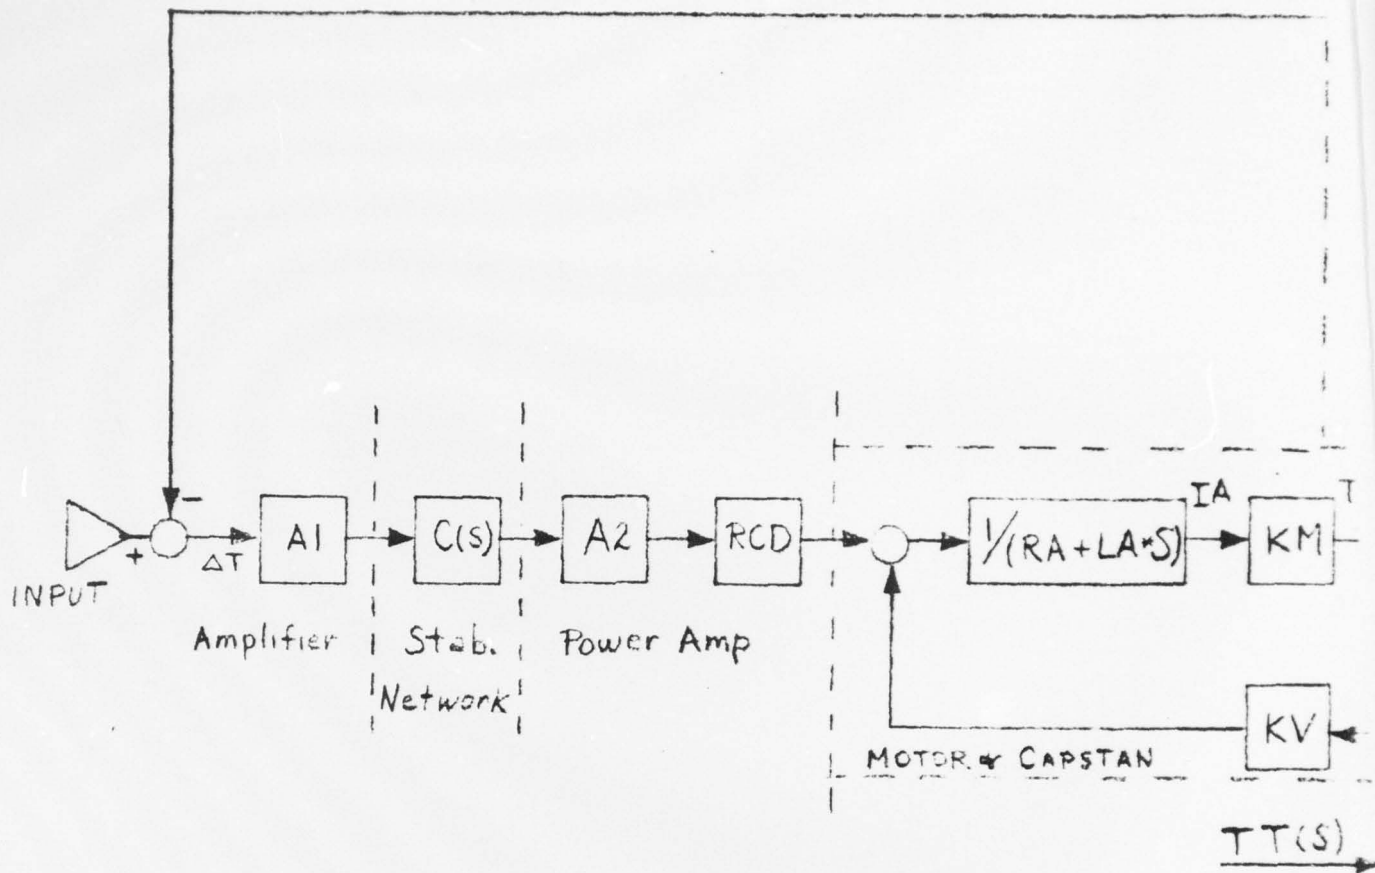 INPUT
+
−
ΔT
A1
Amplifier
C(S)
Stab.
Network
A2
RCD
Power Amp
1/(RA+LA*S)
IA
KM
T
KV
MOTOR & CAPSTAN
TT(S)